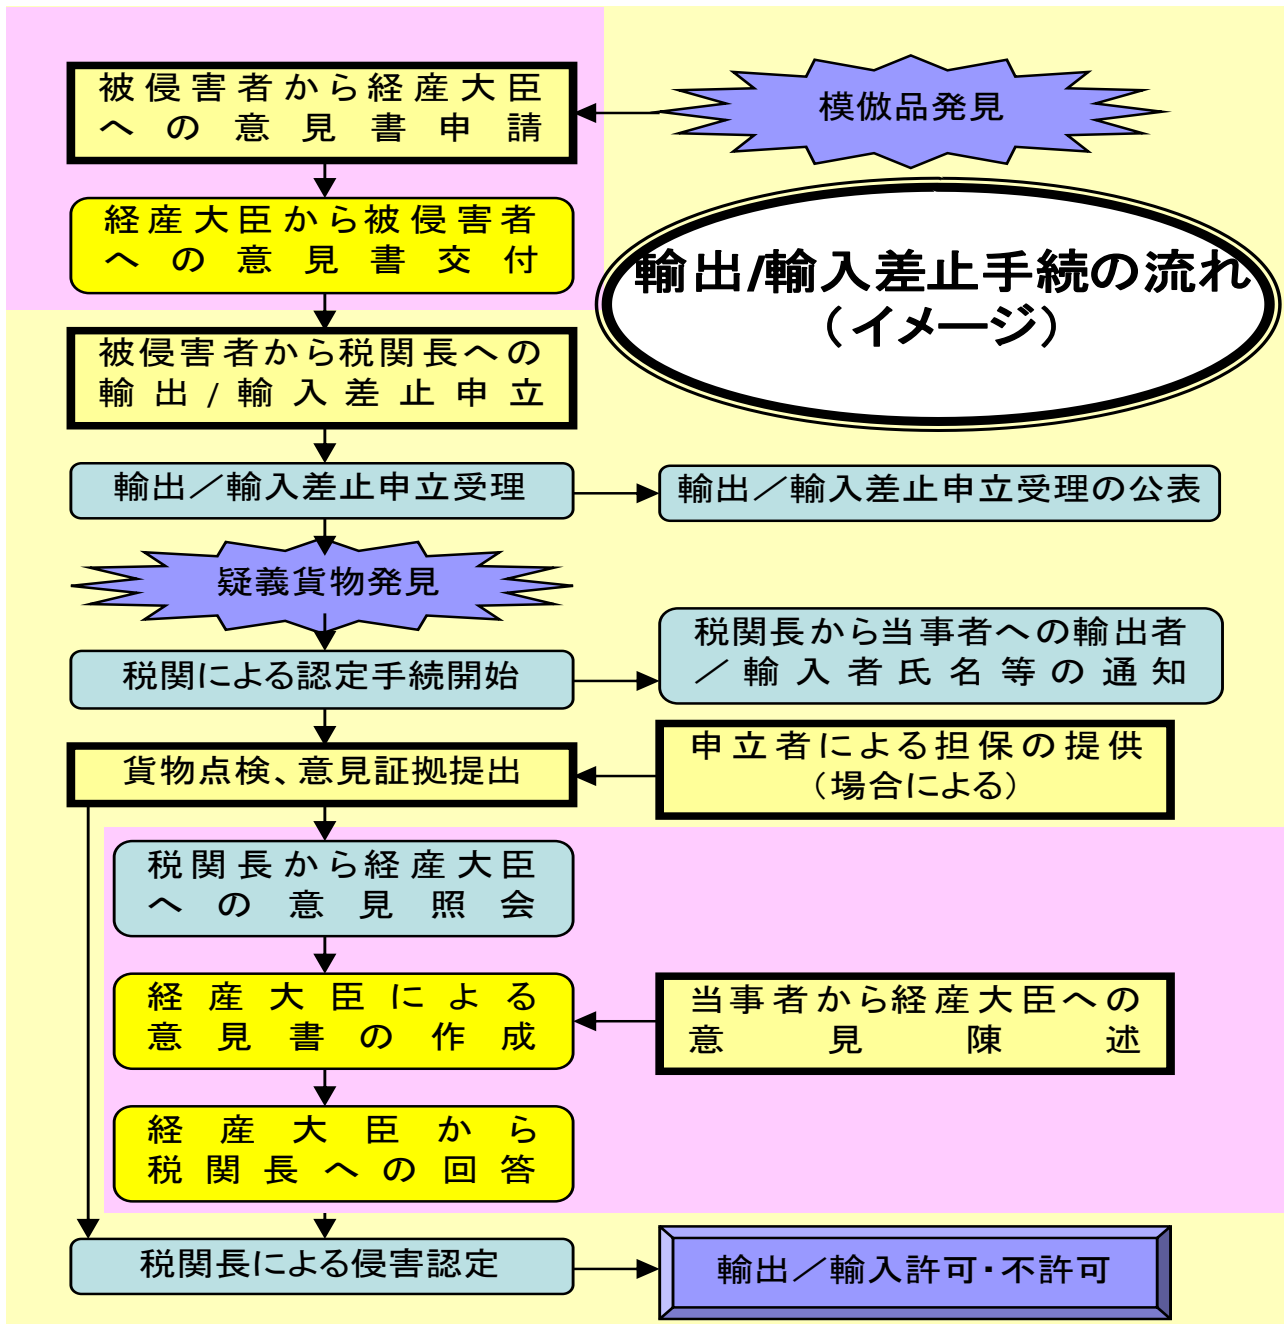 被侵害者から経産大臣
への意見書申請
模倣品発見
経産大臣から被侵害者
への意見書交付
輸出/輸入差止手続の流れ
（イメージ）
被侵害者から税関長への
輸出/輸入差止申立
輸出／輸入差止申立受理
輸出／輸入差止申立受理の公表
疑義貨物発見
税関による認定手続開始
税関長から当事者への輸出者
／輸入者氏名等の通知
貨物点検、意見証拠提出
申立者による担保の提供
（場合による）
税関長から経産大臣
への意見照会
経産大臣による
意見書の作成
当事者から経産大臣への
意見陳述
経産大臣から
税関長への回答
税関長による侵害認定
輸出／輸入許可・不許可